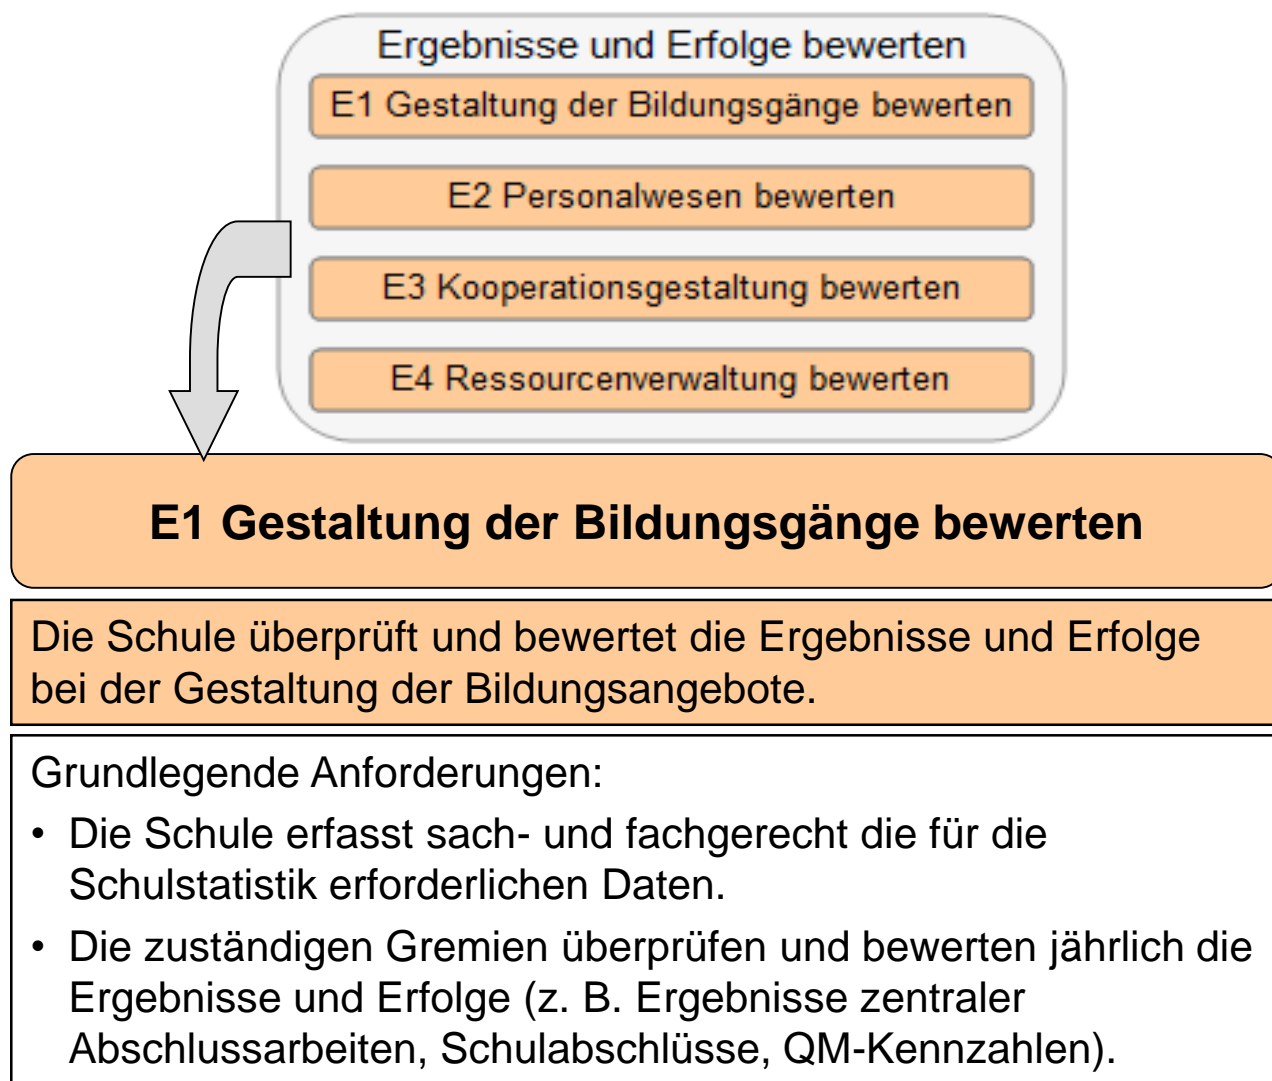 Ergebnisse und Erfolge bewerten
E1 Gestaltung der Bildungsgänge bewerten
E2 Personalwesen bewerten
E3 Kooperationsgestaltung bewerten
E4 Ressourcenverwaltung bewerten
E1 Gestaltung der Bildungsgänge bewerten
Die Schule überprüft und bewertet die Ergebnisse und Erfolge
bei der Gestaltung der Bildungsangebote.
Grundlegende Anforderungen:
• Die Schule erfasst sach- und fachgerecht die für die
Schulstatistik erforderlichen Daten.
• Die zuständigen Gremien überprüfen und bewerten jährlich die
Ergebnisse und Erfolge (z. B. Ergebnisse zentraler
Abschlussarbeiten, Schulabschlüsse, QM-Kennzahlen).